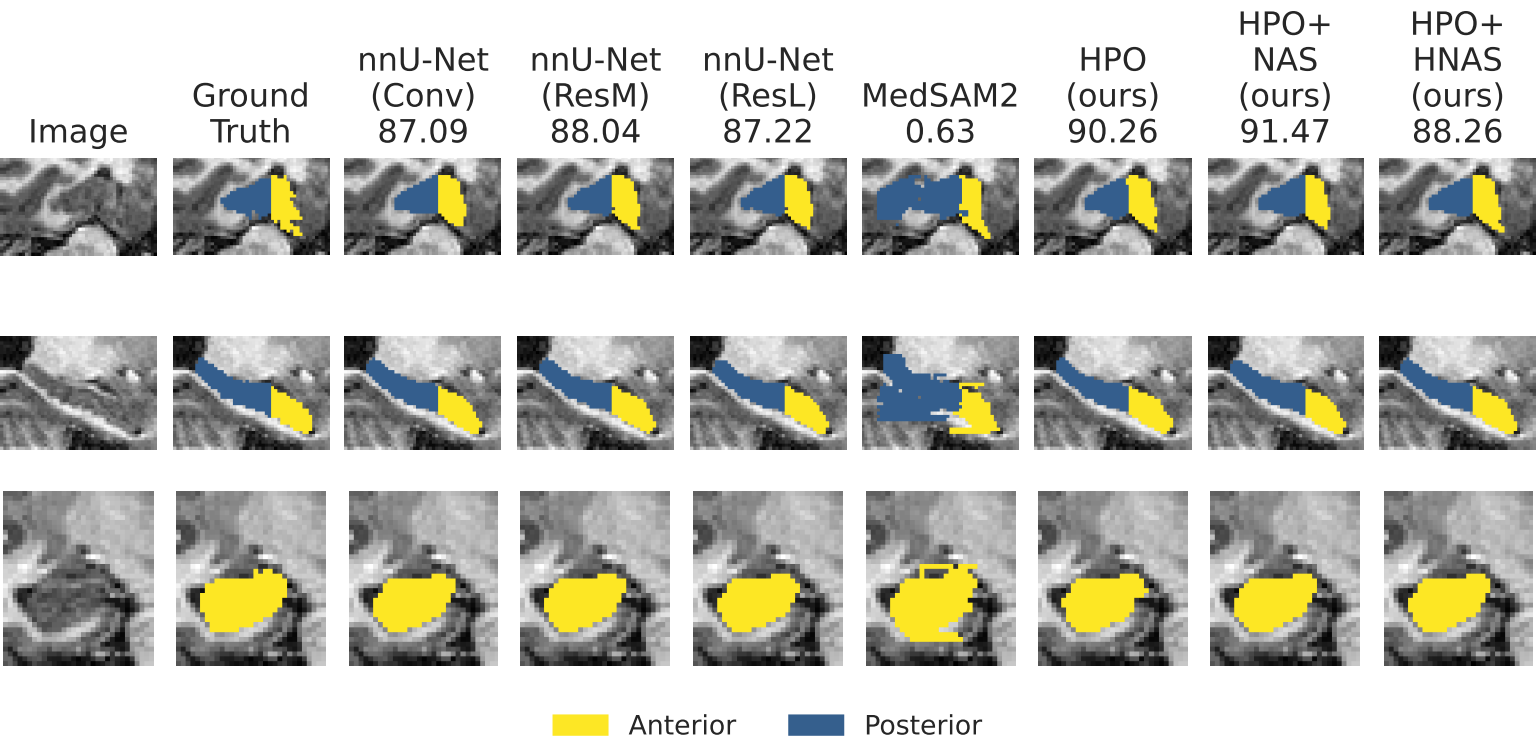 Image
Ground
Truth
nnU-Net
(Conv)
87.09
nnU-Net
(ResM)
88.04
nnU-Net
(ResL)
87.22
MedSAM2
0.63
HPO
(ours)
90.26
HPO+
NAS
(ours)
91.47
HPO+
HNAS
(ours)
88.26
Anterior
Posterior